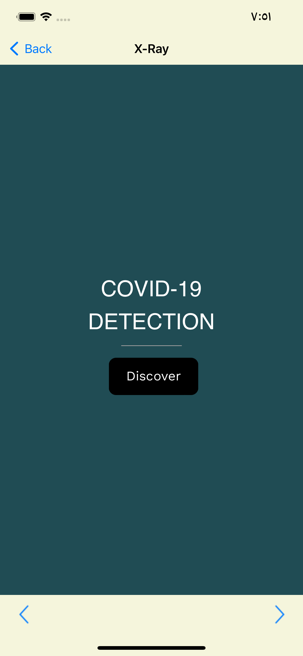 ٧:٥١
Back
X-Ray
COVID-19
DETECTION
Discover